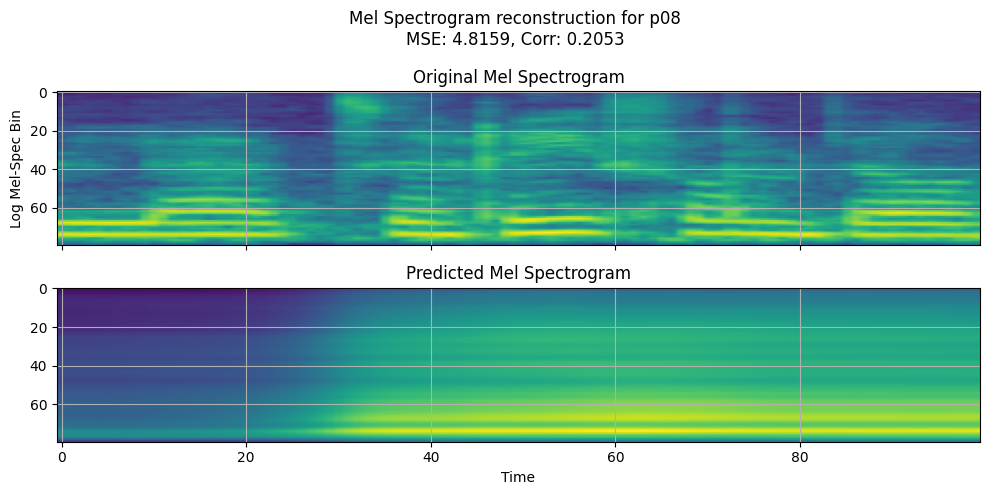 Mel Spectrogram reconstruction for p08
MSE: 4.8159, Corr: 0.2053
Original Mel Spectrogram
Log Mel-Spec Bin
0
20
40
60
Predicted Mel Spectrogram
0
20
40
60
0 20 40 60 80
Time